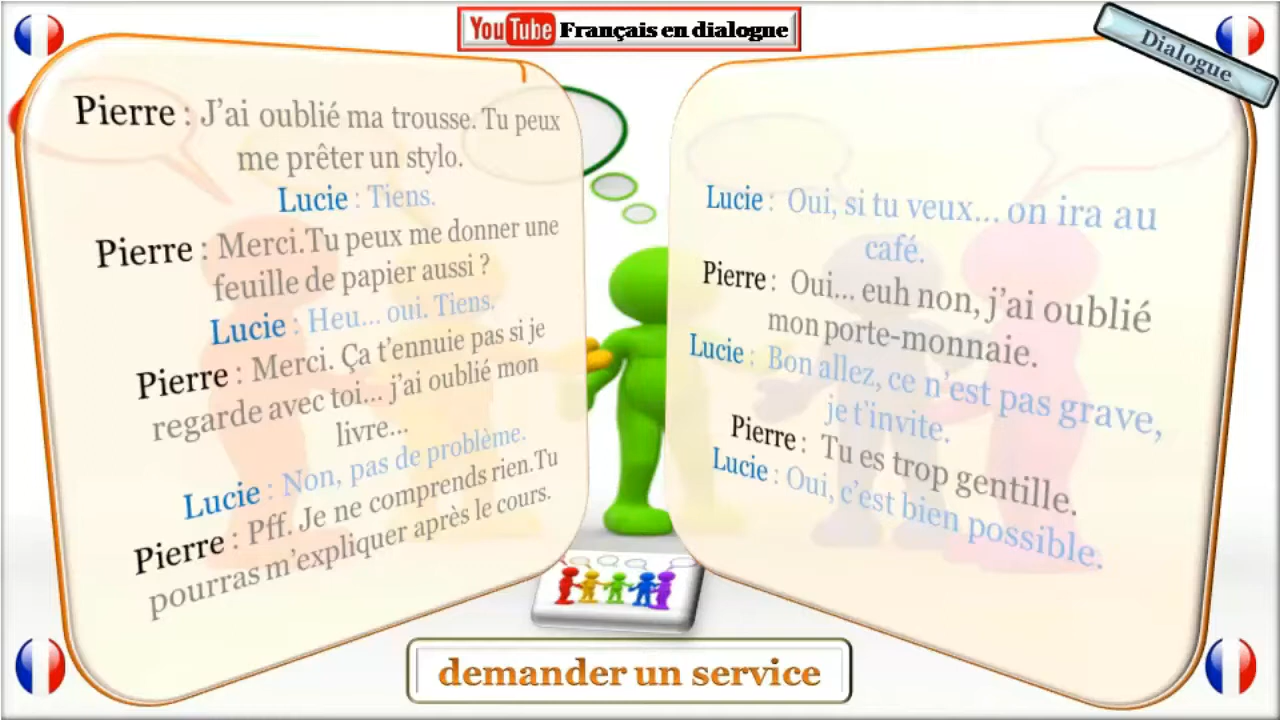 YouTube Français en dialogue
Dialogue
Pierre : J'ai oublié ma trousse. Tu peux
me prêter un stylo.
Lucie : Tiens.
Pierre : Merci.Tu peux me donner une
feuille de papier aussi ?
Lucie : Heu... oui. Tiens.
Pierre : Merci. Ça t'ennuie pas si je
regarde avec toi... j'ai oublié mon
livre...
Lucie : Non, pas de problème.
Pierre : Pff. Je ne comprends rien.Tu
pourras m'expliquer après le cours.
Lucie : Oui, si tu veux... on ira au
café.
Pierre : Oui... euh non, j'ai oublié
mon porte-monnaie.
Lucie : Bon allez, ce n'est pas grave,
je t'invite.
Pierre : Tu es trop gentille.
Lucie : Oui, c'est bien possible.
demander un service